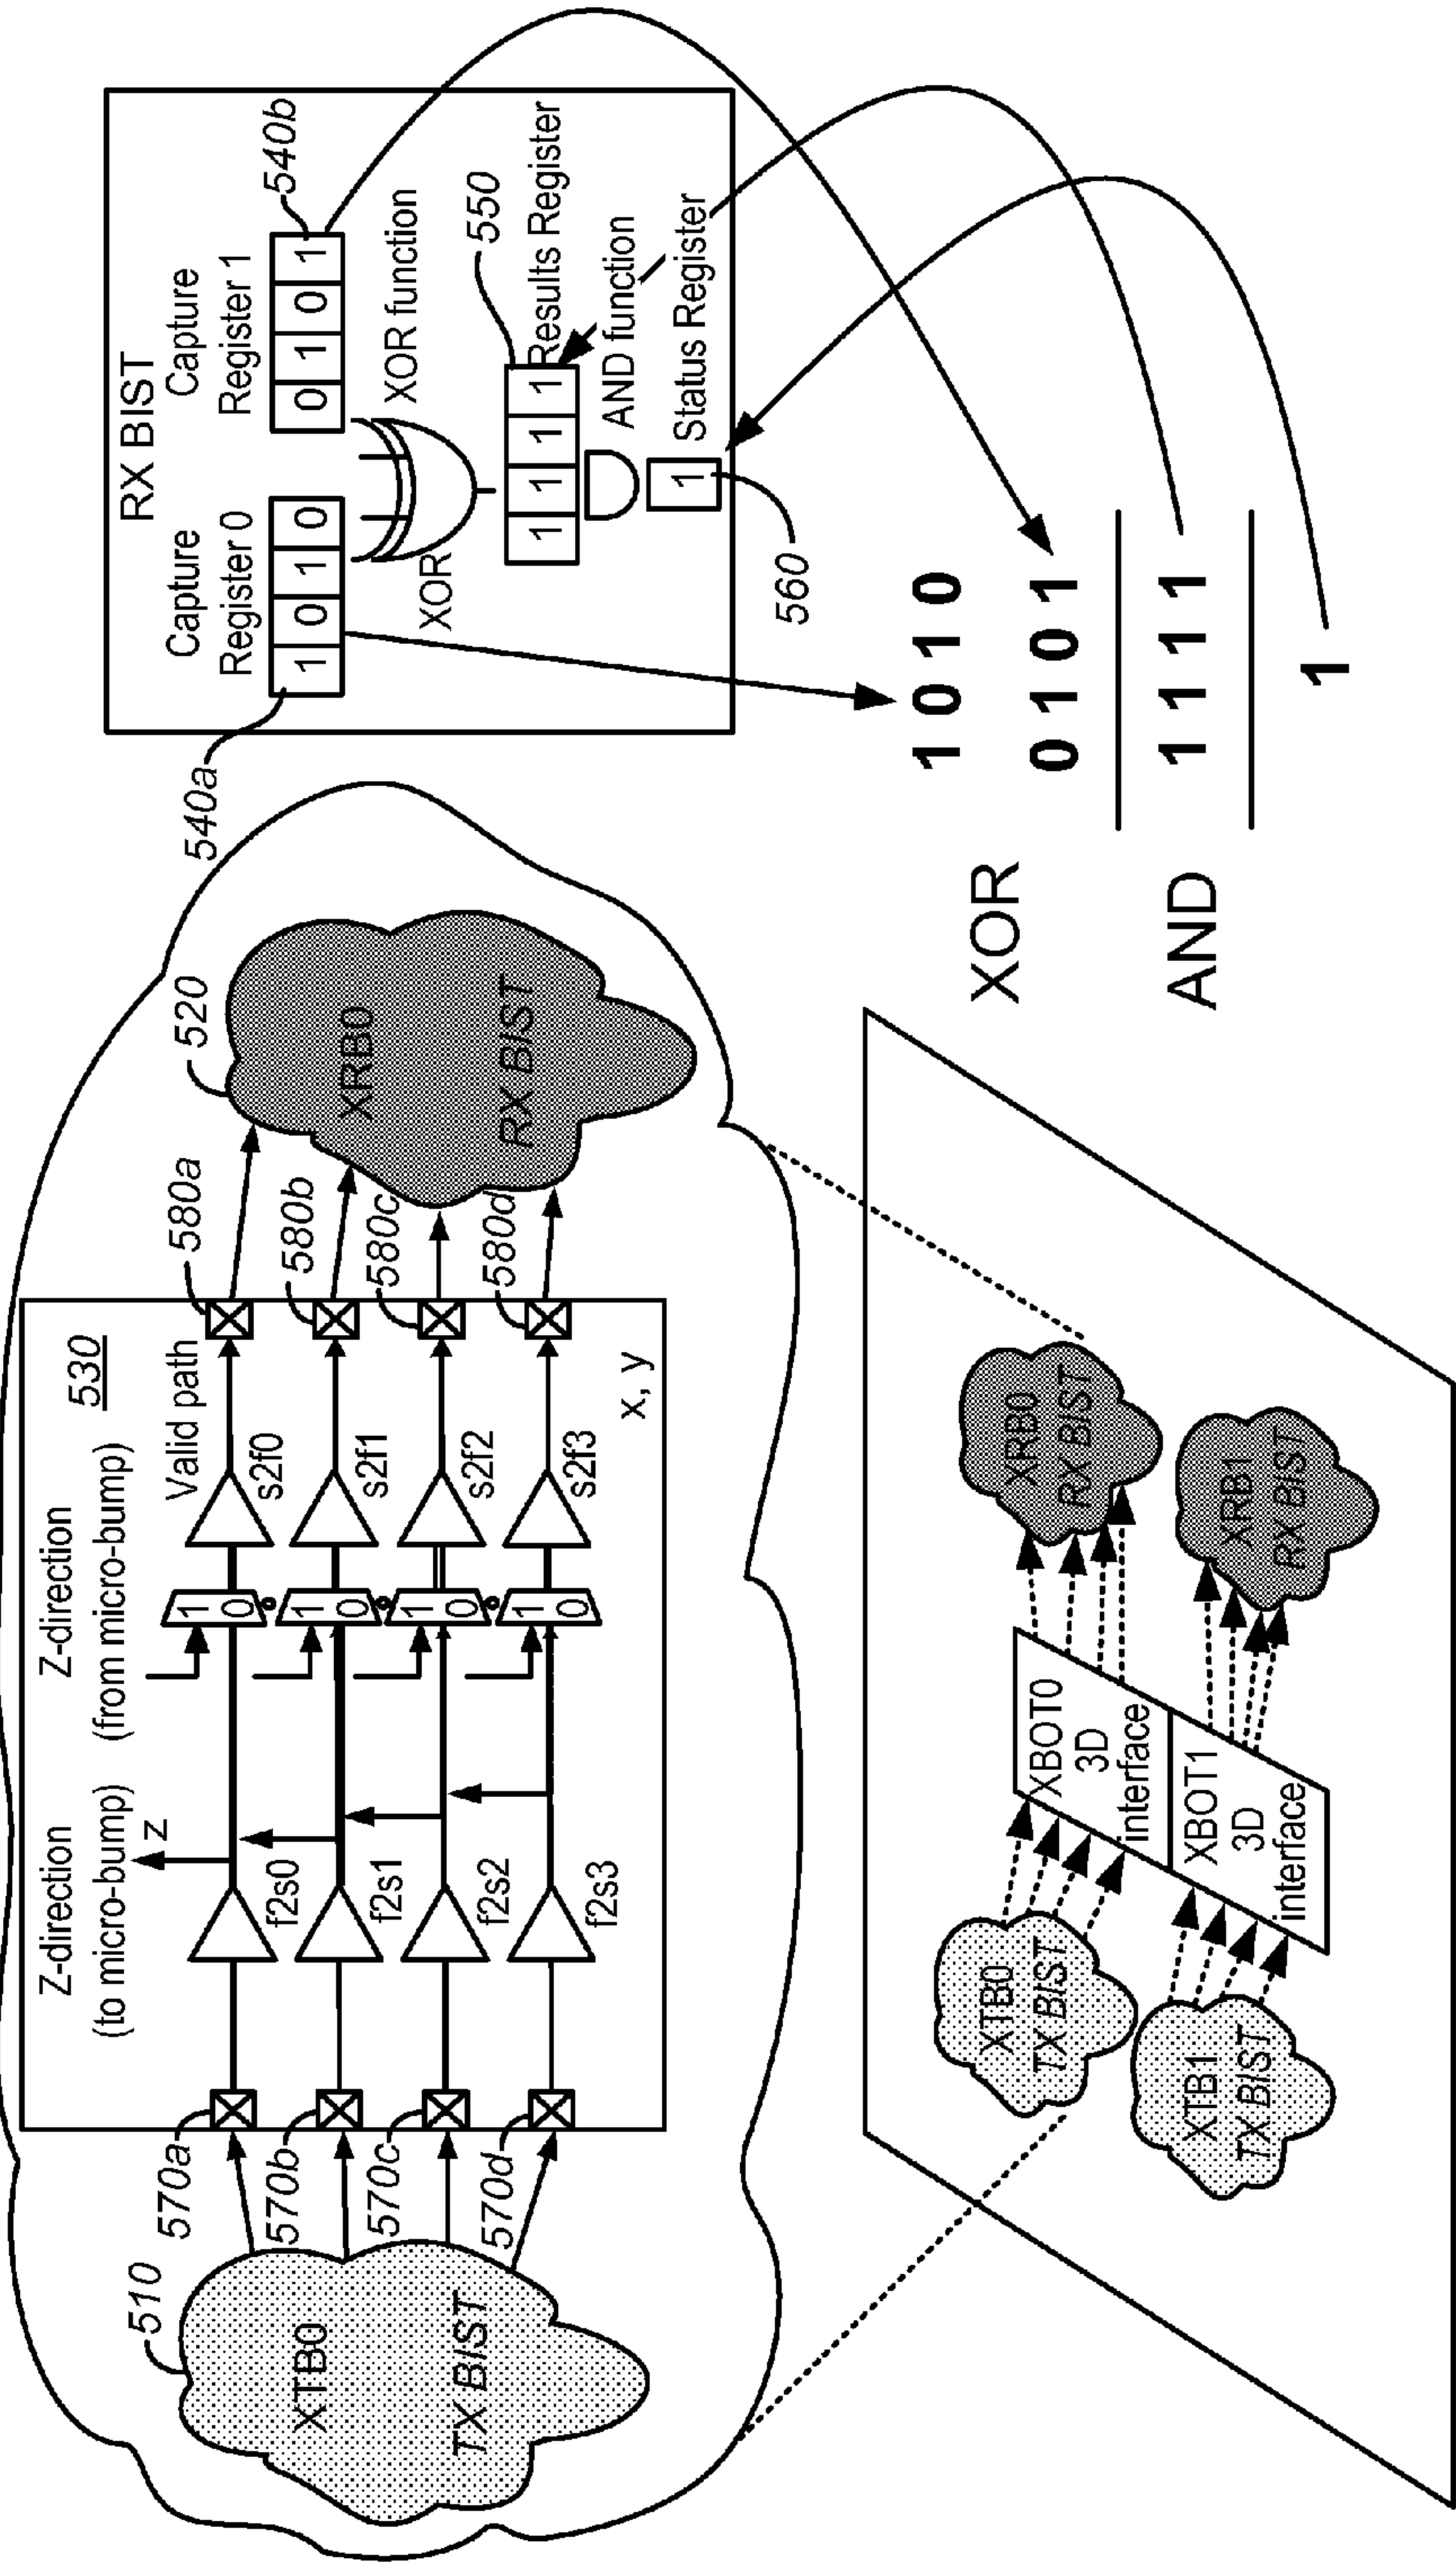 510
XTB0
TX BIST
570a
570b
570c
570d
Z-direction
(to micro-bump)
Z
Z-direction
(from micro-bump)
530
Valid path
f2s0
f2s1
f2s2
f2s3
1
0
1
0
1
0
1
0
s2f0
s2f1
s2f2
s2f3
x, y
580a
580b
580c
580d
520
XRB0
RX BIST
RX BIST
540a
Capture
Register 0
1 0 1 0
Capture
Register 1
0 1 0 1
540b
XOR
XOR function
550
1 1 1 1
Results Register
AND function
1
Status Register
560
XTB0
TX BIST
XTB1
TX BIST
XBOT0
3D
interface
XBOT1
3D
interface
XRB0
RX BIST
XRB1
RX BIST
1 0 1 0
XOR
0 1 0 1
AND
1 1 1 1
1